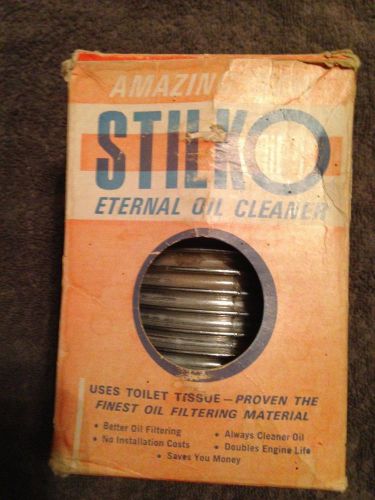 AMAZING
STILKO
ETERNAL OIL CLEANER
USES TOILET TISSUE — PROVEN THE
FINEST OIL FILTERING MATERIAL
• Better Oil Filtering
• Always Cleaner Oil
• No Installation Costs
• Doubles Engine Life
• Saves You Money